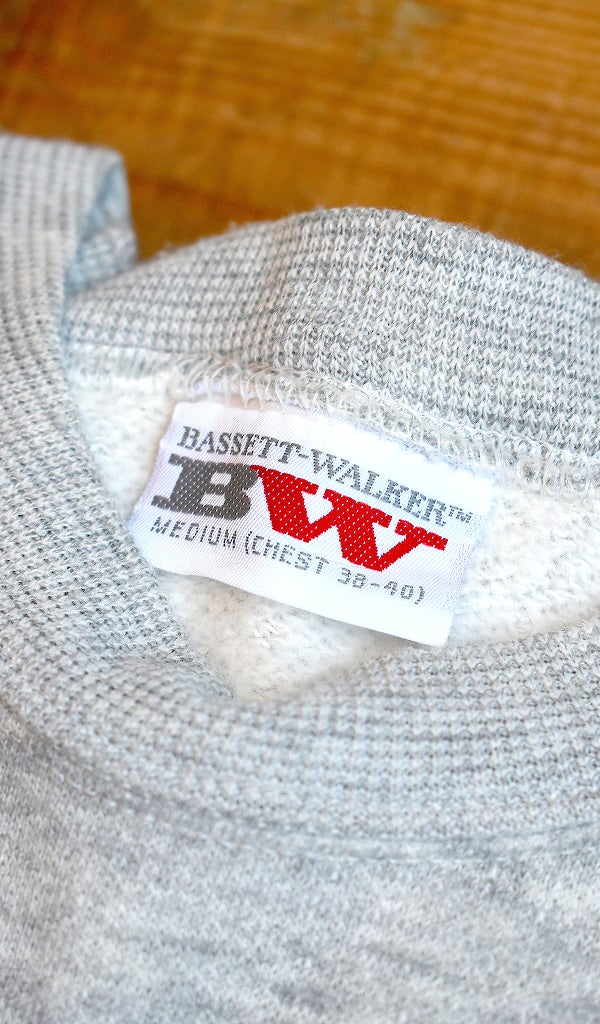 BASSETT-WALKER™
BW
MEDIUM (CHEST 38-40)